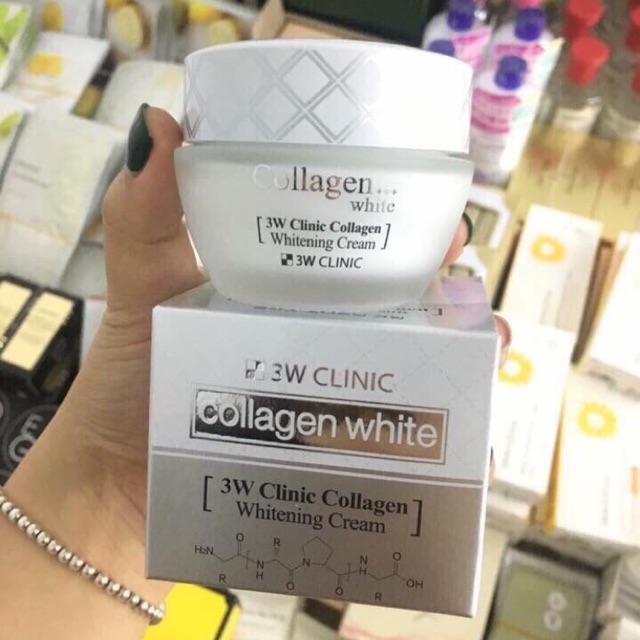 Collagen...
white
[ 3W Clinic Collagen
Whitening Cream ]
3W CLINIC
3W CLINIC
collagen white
[ 3W Clinic Collagen
Whitening Cream ]
H₂N O R N H R O N O N H O R OH